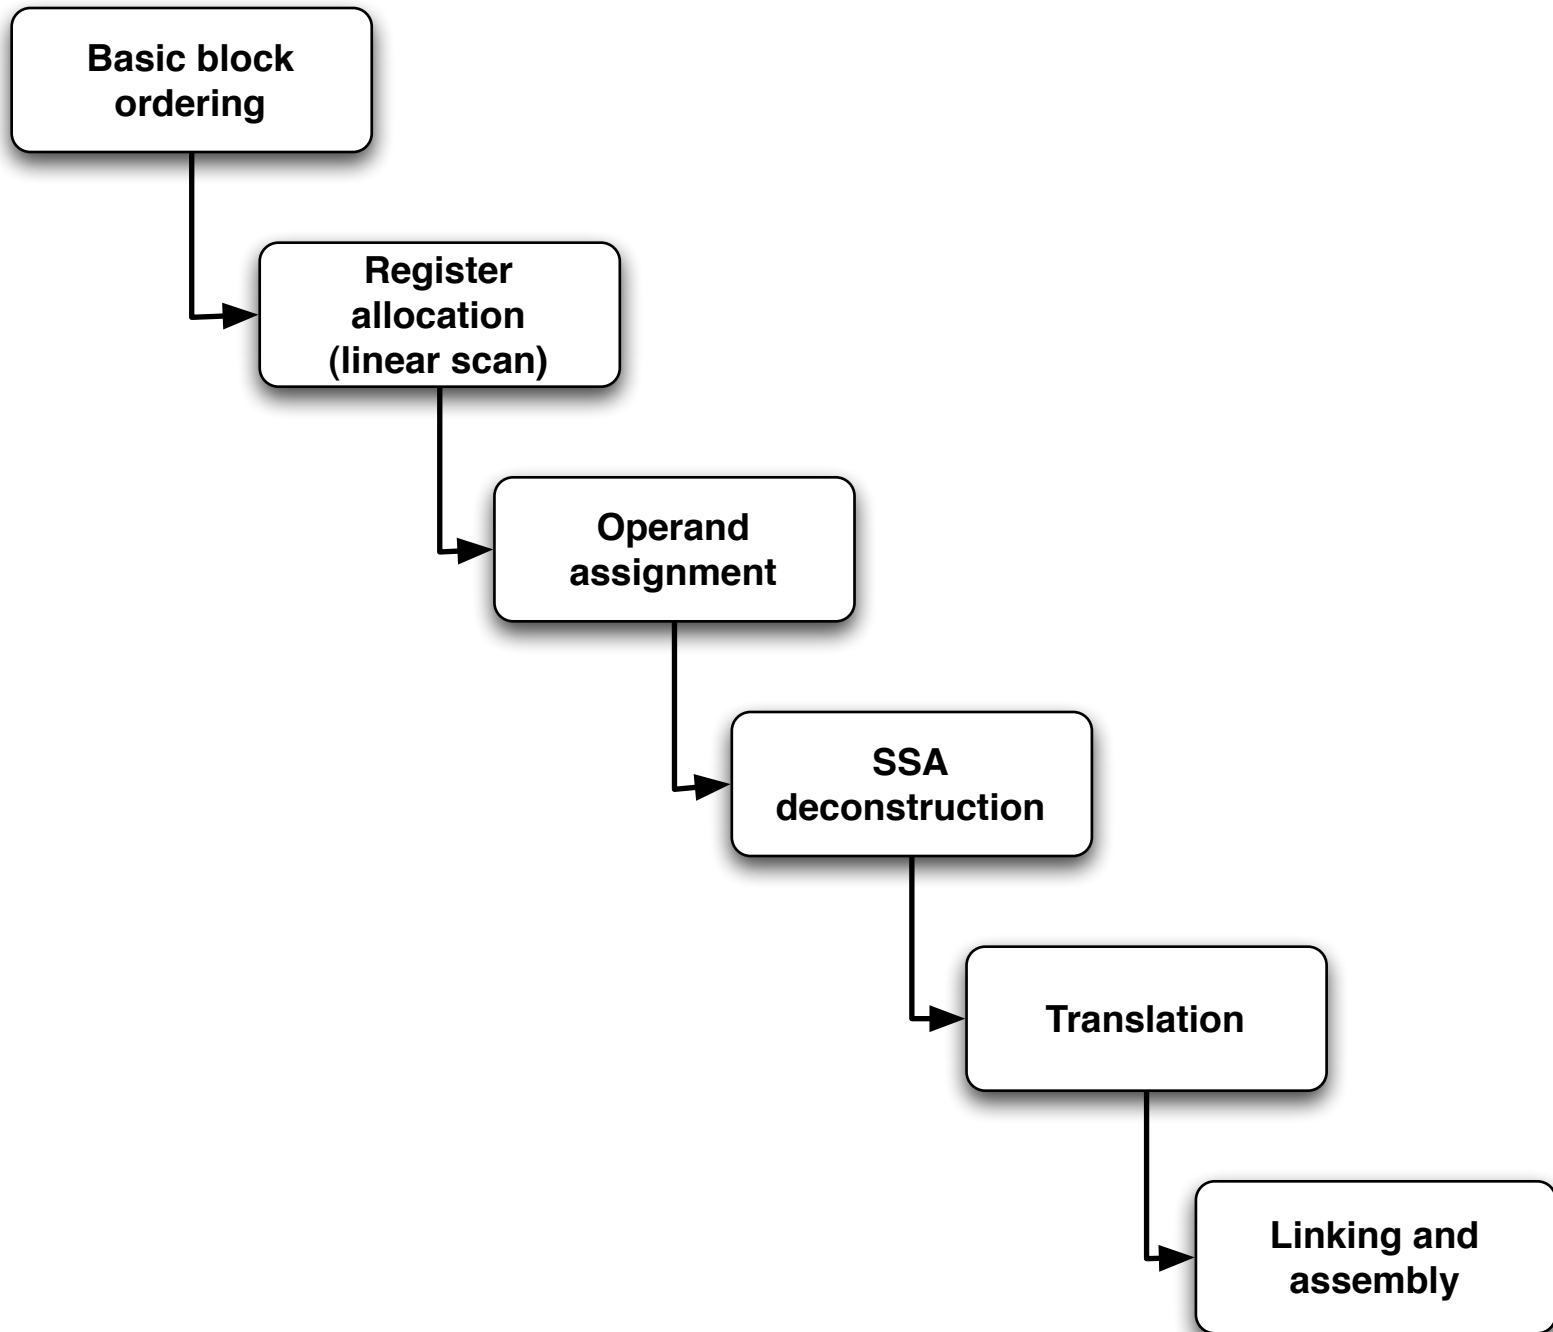 Basic block
ordering
Register
allocation
(linear scan)
Operand
assignment
SSA
deconstruction
Translation
Linking and
assembly